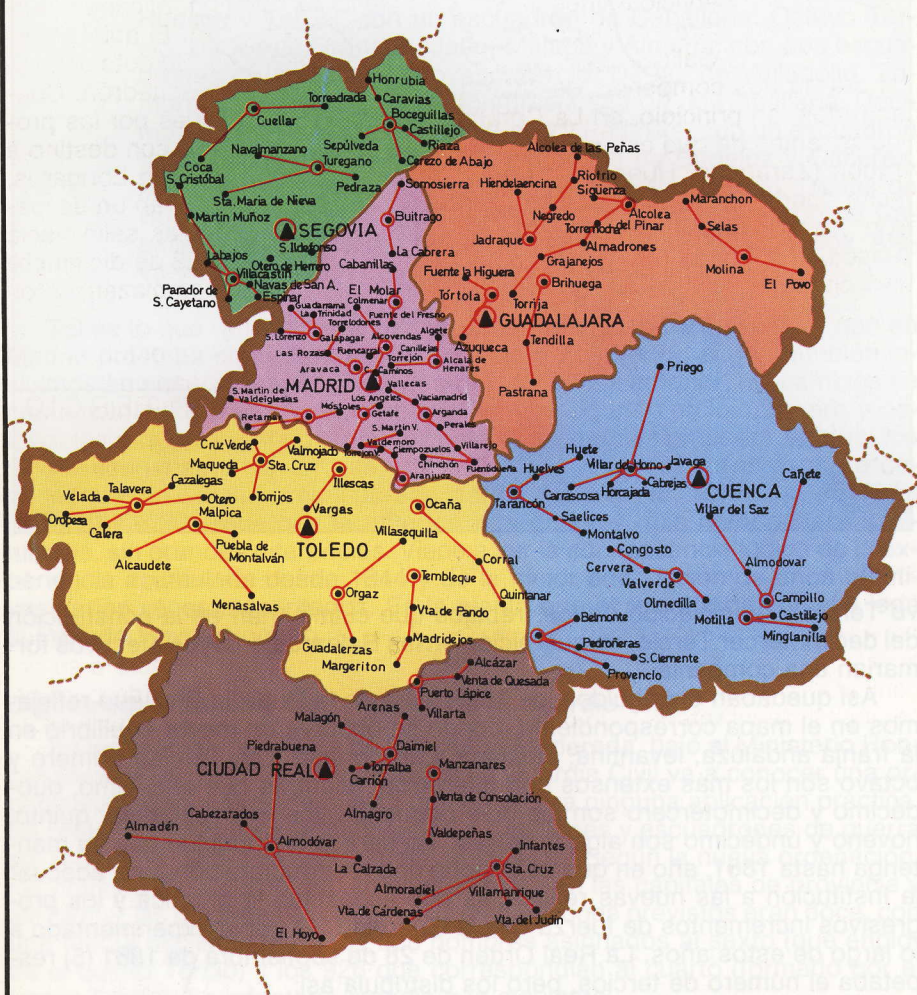 Honrubia
Torreadrada
Caravias
Cuellar
Boceguillas
Castillejo
Sepúlveda
Riaza
Navalmanzano
Turegano
Cerezo de Abajo
Coca
S. Cristóbal
Pedraza
Sta. Maria de Nieva
Martin Muñoz
SEGOVIA
S. Ildefonso
Labajos
Otero de Herrero
Villacastin
Navas de San A.
Parador de
S. Cayetano
Espinar
Somosierra
Buitrago
La Cabrera
Cabanillas
El Molar
Colmenar
Guadarrama
La Trinidad
Fuente del Fresno
Torrelodones
S. Lorenzo
Galapagar
Alcovendas
Algete
Las Rozas
Fuencarral
Canillejas
Torrejón
Alcalá de
Henares
Aravaca
C. Caminos
MADRID
Vallecas
S. Martin de
Valdeiglesias
Los Angeles
Vaciamadrid
Móstoles
Getafe
Arganda
Retamar
S. Martin V.
Perales
Valdemoro
Torrejon V.
Ciempozuelos
Villarejo
Chinchón
Fuentidueña
Aranjuez
Alcolea de las Peñas
Riofrio
Hiendelaencina
Sigüenza
Maranchon
Negredo
Alcolea
del Pinar
Torremocha
Selas
Jadraque
Almadrones
Grajanejos
Molina
Fuente la Higuera
Brihuega
El Povo
Tórtola
Torrija
GUADALAJARA
Azuqueca
Tendilla
Pastrana
Priego
Huete
Villar del Horno
Javaga
Huelves
Cañete
Cabrejas
CUENCA
Carrascosa
Horcajada
Tarancón
Villar del Saz
Saelices
Montalvo
Congosto
Cervera
Almodovar
Valverde
Olmedilla
Campillo
Belmonte
Motilla
Castillejo
Minglanilla
Pedroñeras
S. Clemente
Provencio
Cruz Verde
Valmojado
Maqueda
Sta. Cruz
Cazalegas
Illescas
Velada
Talavera
Otero
Torrijos
Vargas
Ocaña
Oropesa
Malpica
Calera
TOLEDO
Villasequilla
Puebla de
Montalván
Alcaudete
Corral
Tembleque
Orgaz
Menasalvas
Quintanar
Vta. de Pando
Guadalerzas
Madridejos
Margeriton
Alcázar
Venta de Quesada
Puerto Lápice
Arenas
Villarta
Malagón
Piedrabuena
Daimiel
CIUDAD REAL
Torralba
Manzanares
Carrión
Almagro
Venta de Consolación
Cabezarados
Almadén
Almodóvar
Valdepeñas
Infantes
La Calzada
Sta. Cruz
Almoradiel
Villamanrique
Vta. de Cárdenas
Vta. del Judin
El Hoyo